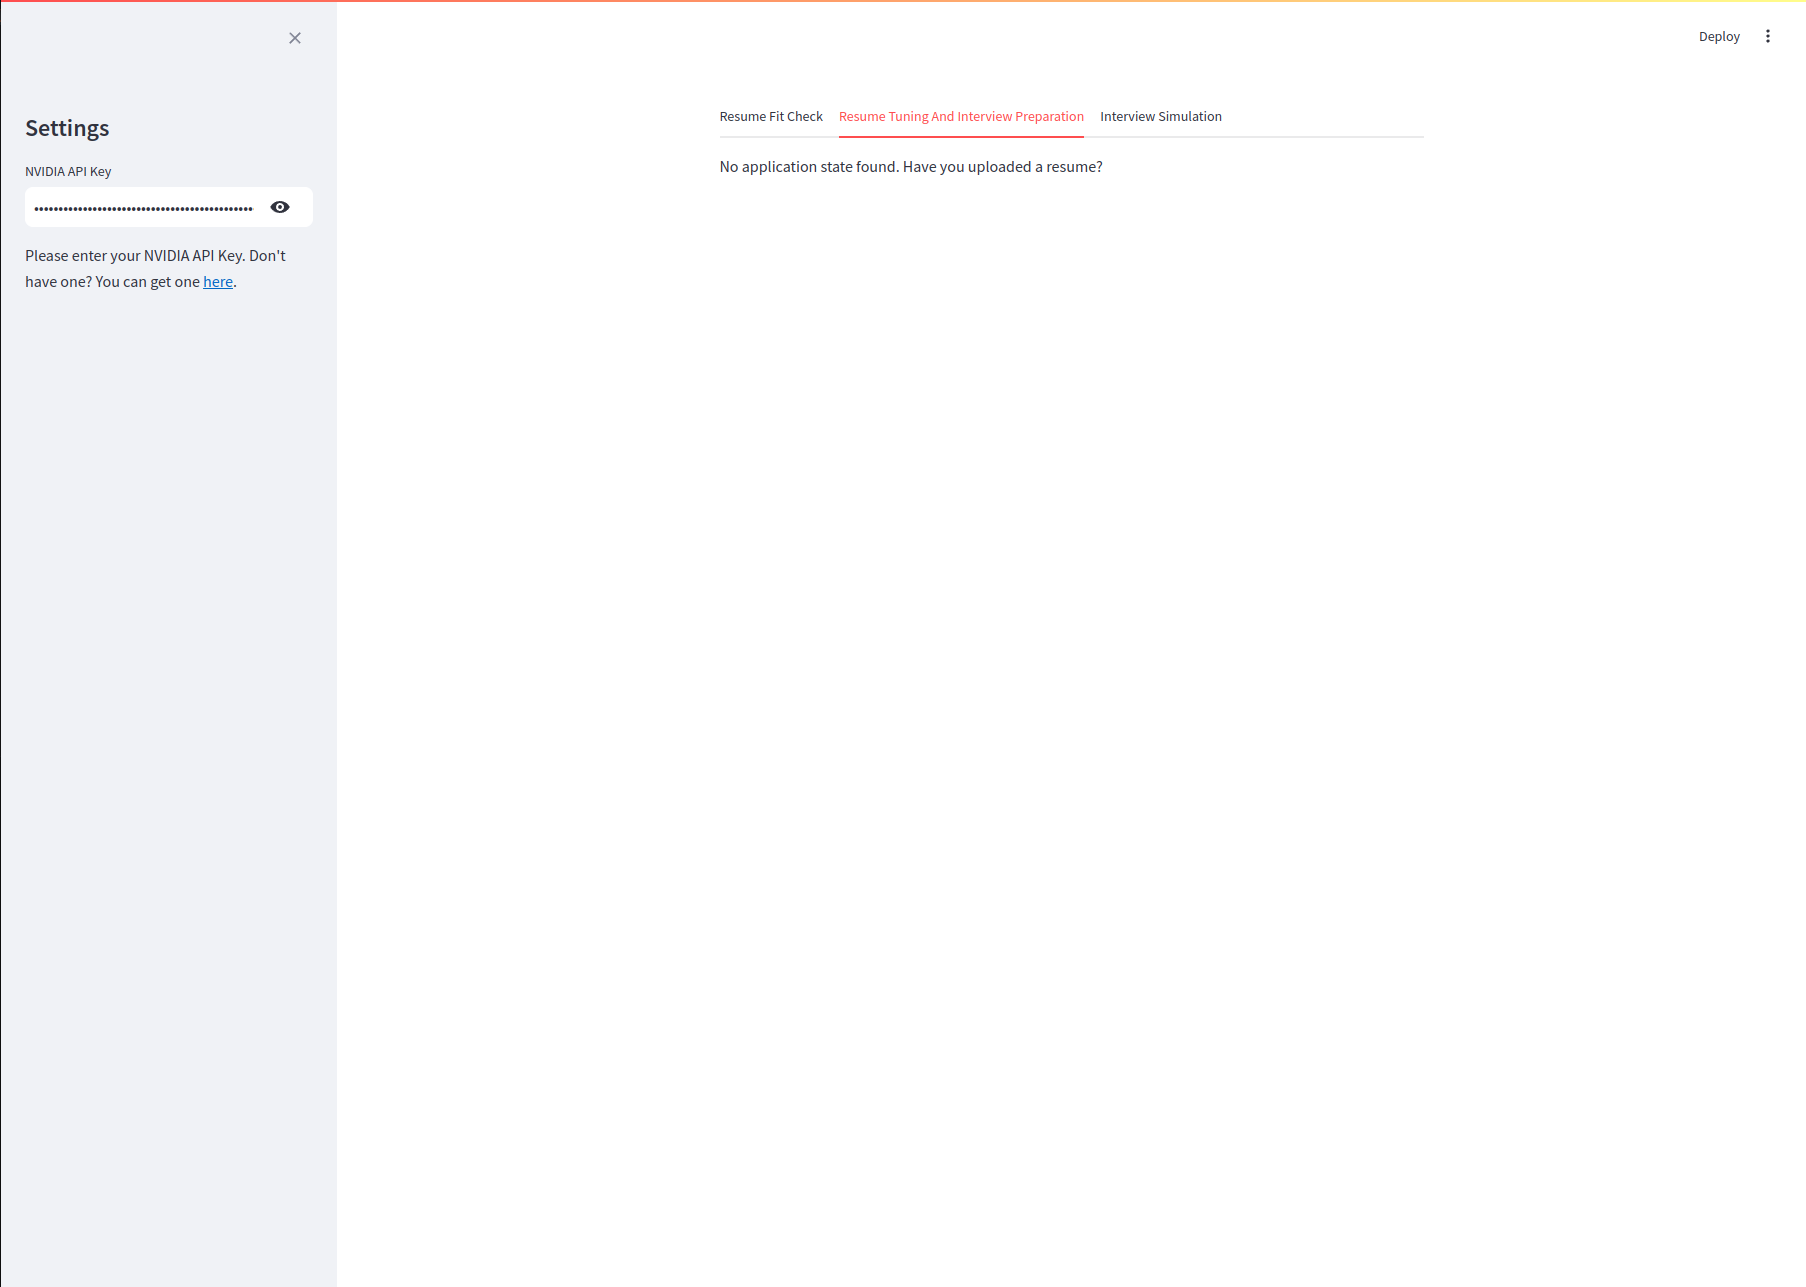 Deploy
Settings
NVIDIA API Key
Please enter your NVIDIA API Key. Don't
have one? You can get one here.
Resume Fit Check
Resume Tuning And Interview Preparation
Interview Simulation
No application state found. Have you uploaded a resume?